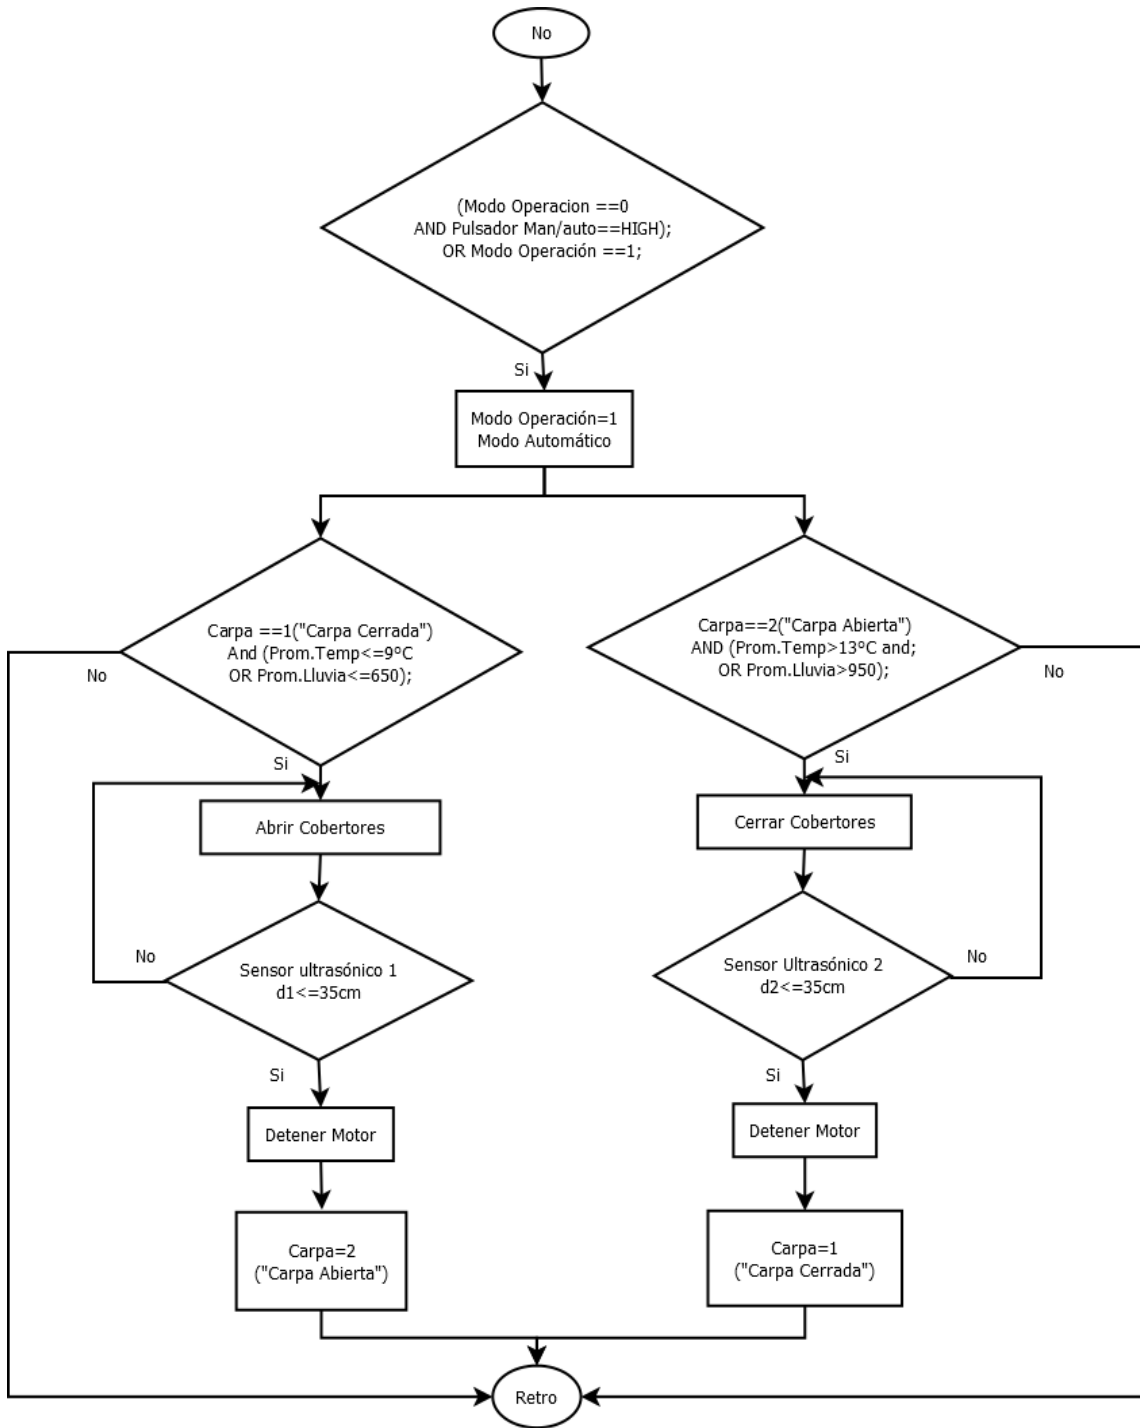 No
(Modo Operacion ==0
AND Pulsador Man/auto==HIGH);
OR Modo Operación ==1;
Si
Modo Operación=1
Modo Automático
Carpa ==1("Carpa Cerrada")
And (Prom.Temp<=9ºC
OR Prom.Lluvia<=650);
No
Si
Abrir Cobertores
No
Sensor ultrasónico 1
d1<=35cm
Si
Detener Motor
Carpa=2
("Carpa Abierta")
Carpa==2("Carpa Abierta")
AND (Prom.Temp>13ºC and;
OR Prom.Lluvia>950);
No
Si
Cerrar Cobertores
Sensor Ultrasónico 2
d2<=35cm
No
Si
Detener Motor
Carpa=1
("Carpa Cerrada")
Retro